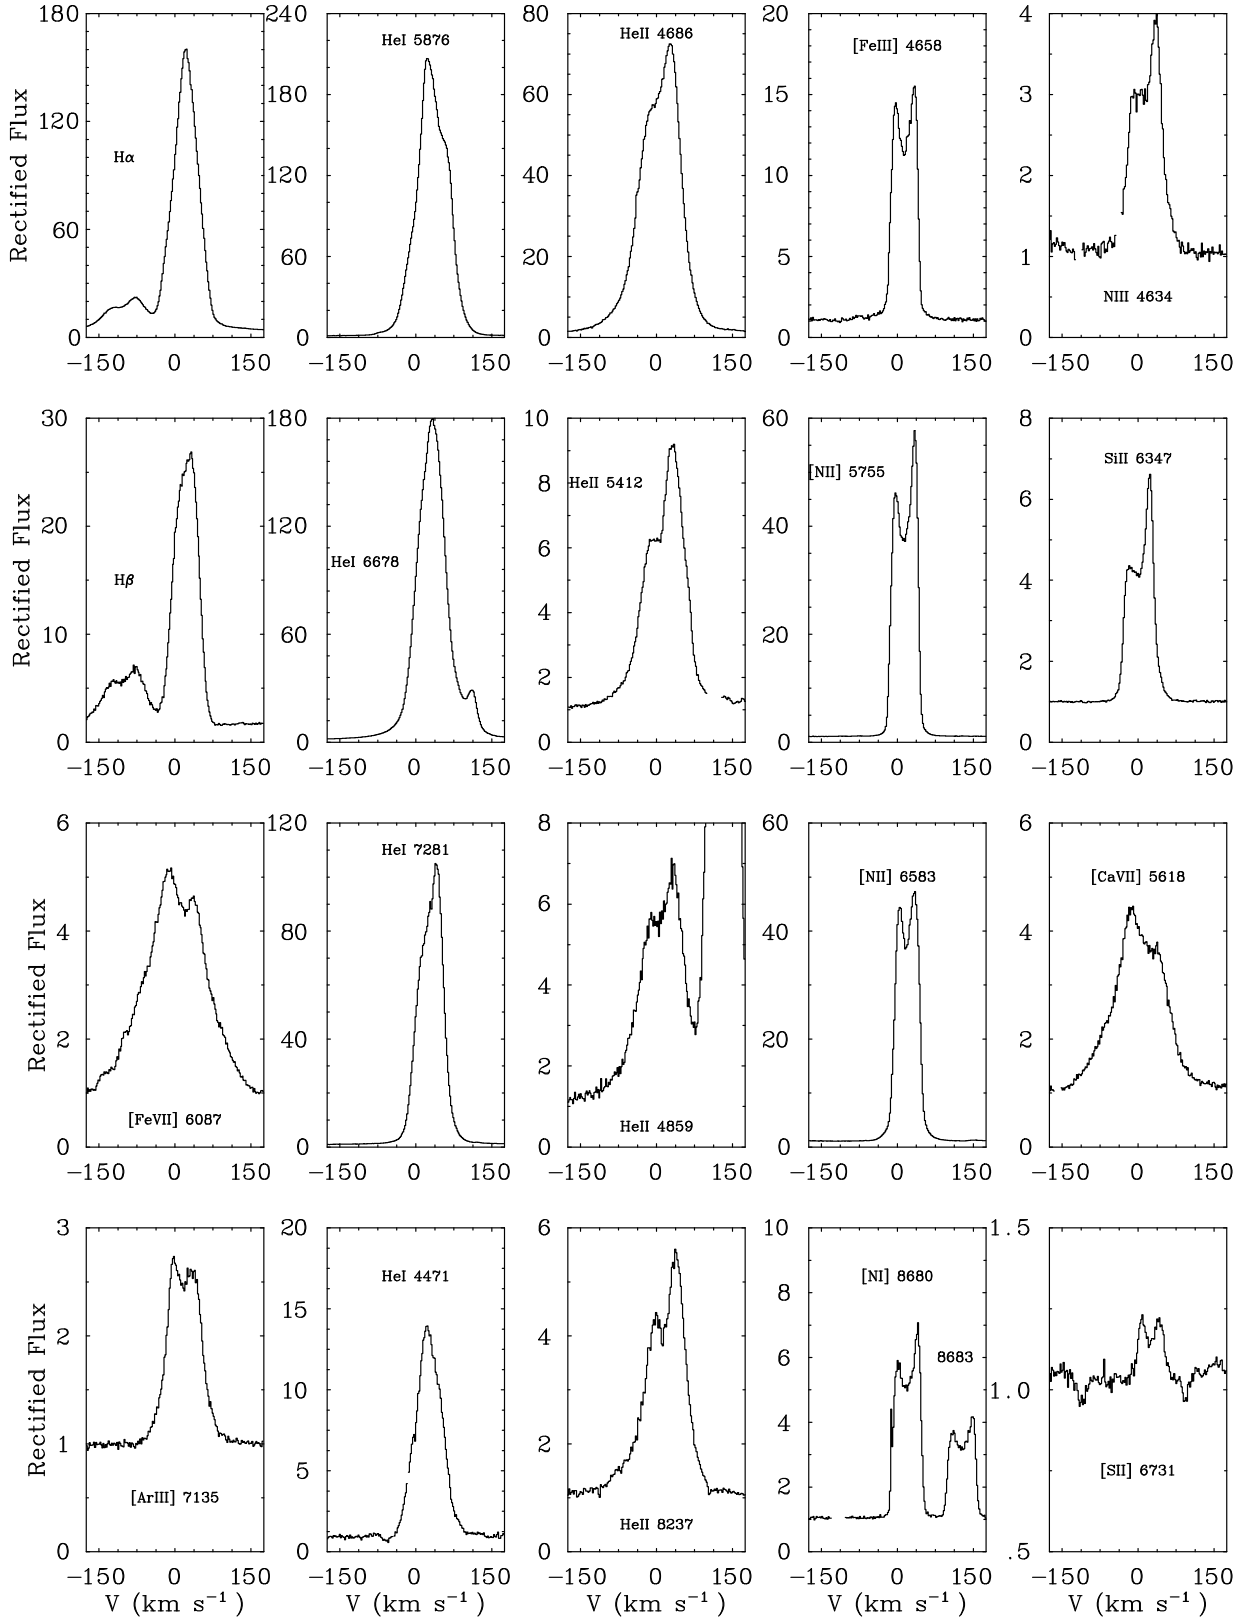 180
240
80
20
4
HeI 5876
HeII 4686
[FeIII] 4658
Rectified Flux
120
180
60
15
3
Hα
120
40
10
2
60
60
20
5
1
NIII 4634
0
0
0
0
0
−150 0 150
−150 0 150
−150 0 150
−150 0 150
−150 0 150
30
180
10
60
8
Rectified Flux
HeII 5412
[NII] 5755
SiII 6347
8
6
20
120
40
HeI 6678
6
4
Hβ
4
10
60
20
2
2
0
0
0
0
0
−150 0 150
−150 0 150
−150 0 150
−150 0 150
−150 0 150
6
120
8
60
6
Rectified Flux
HeI 7281
[NII] 6583
[CaVII] 5618
6
4
80
40
4
4
2
40
20
2
2
[FeVII] 6087
HeII 4859
0
0
0
0
0
−150 0 150
−150 0 150
−150 0 150
−150 0 150
−150 0 150
3
20
6
10
1.5
Rectified Flux
HeI 4471
[NI] 8680
15
8
2
4
8683
6
10
1.0
4
1
5
2
2
[ArIII] 7135
HeII 8237
[SII] 6731
0
0
0
0
.5
−150 0 150
−150 0 150
−150 0 150
−150 0 150
−150 0 150
V (km s⁻¹)
V (km s⁻¹)
V (km s⁻¹)
V (km s⁻¹)
V (km s⁻¹)